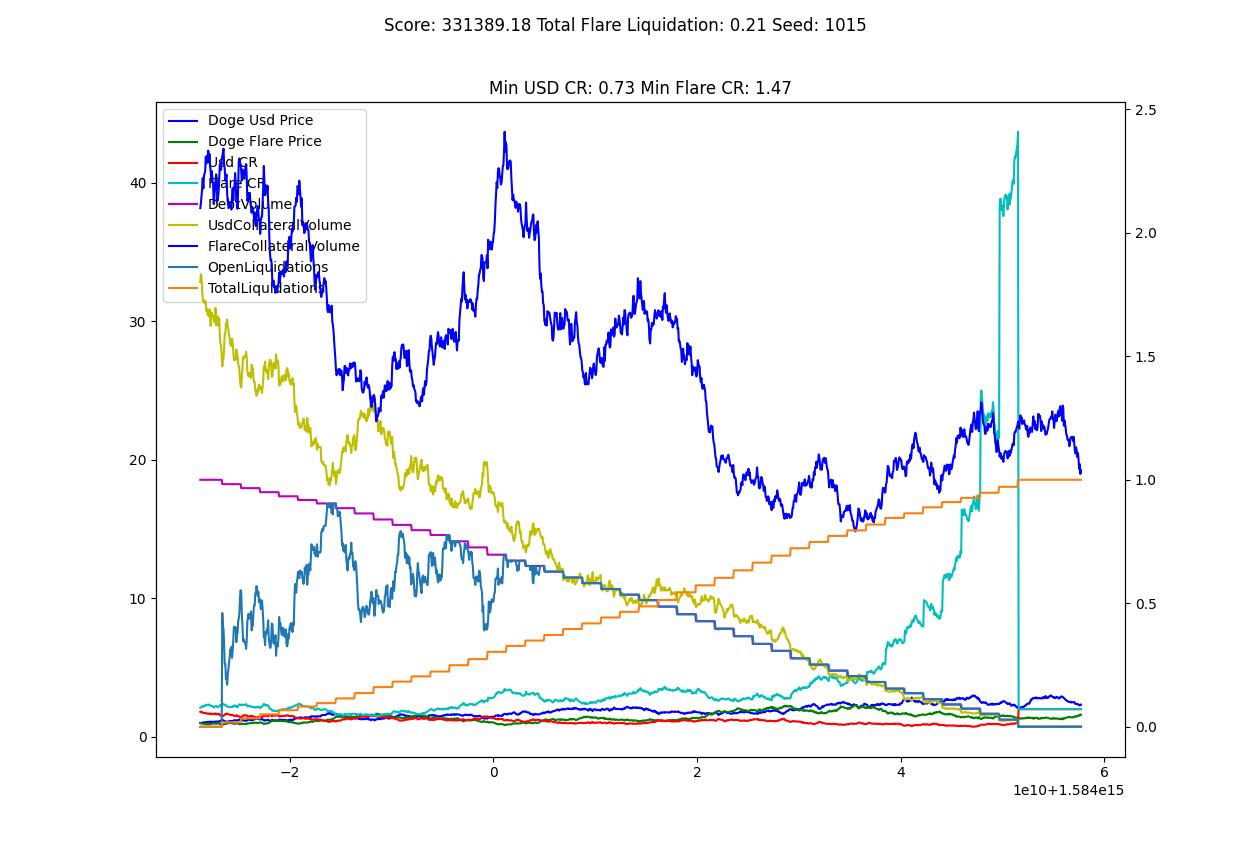 Score: 331389.18 Total Flare Liquidation: 0.21 Seed: 1015
Min USD CR: 0.73 Min Flare CR: 1.47
Doge Usd Price
Doge Flare Price
Usd CR
Flare CR
DebtVolume
UsdCollateralVolume
FlareCollateralVolume
OpenLiquidations
TotalLiquidations
40
30
20
10
0
2.5
2.0
1.5
1.0
0.5
0.0
−2 0 2 4 6
1e10+1.584e15